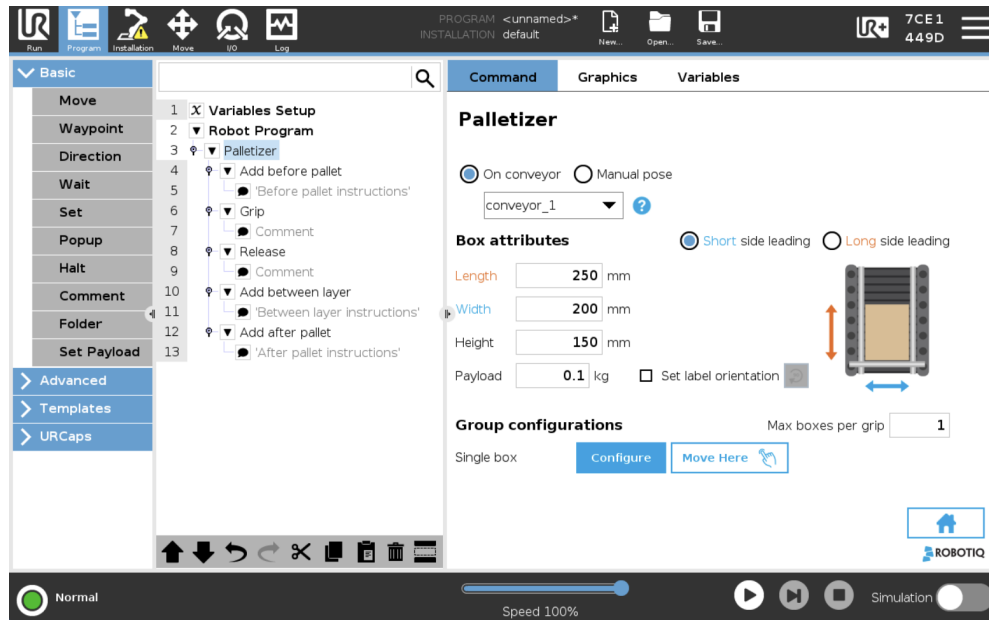 PROGRAM <unnamed>*
INSTALLATION default
Run
Program
Installation
Move
I/O
Log
New...
Open...
Save...
UR+
7CE1
449D
Basic
Move
Waypoint
Direction
Wait
Set
Popup
Halt
Comment
Folder
Set Payload
Advanced
Templates
URCaps
1 X Variables Setup
2 Robot Program
3 Palletizer
4 Add before pallet
5 'Before pallet instructions'
6 Grip
7 Comment
8 Release
9 Comment
10 Add between layer
11 'Between layer instructions'
12 Add after pallet
13 'After pallet instructions'
Command Graphics Variables
Palletizer
On conveyor Manual pose
conveyor_1 ?
Box attributes Short side leading Long side leading
Length 250 mm
Width 200 mm
Height 150 mm
Payload 0.1 kg Set label orientation
Group configurations Max boxes per grip 1
Single box Configure Move Here
ROBOTIQ
Normal
Speed 100%
Simulation